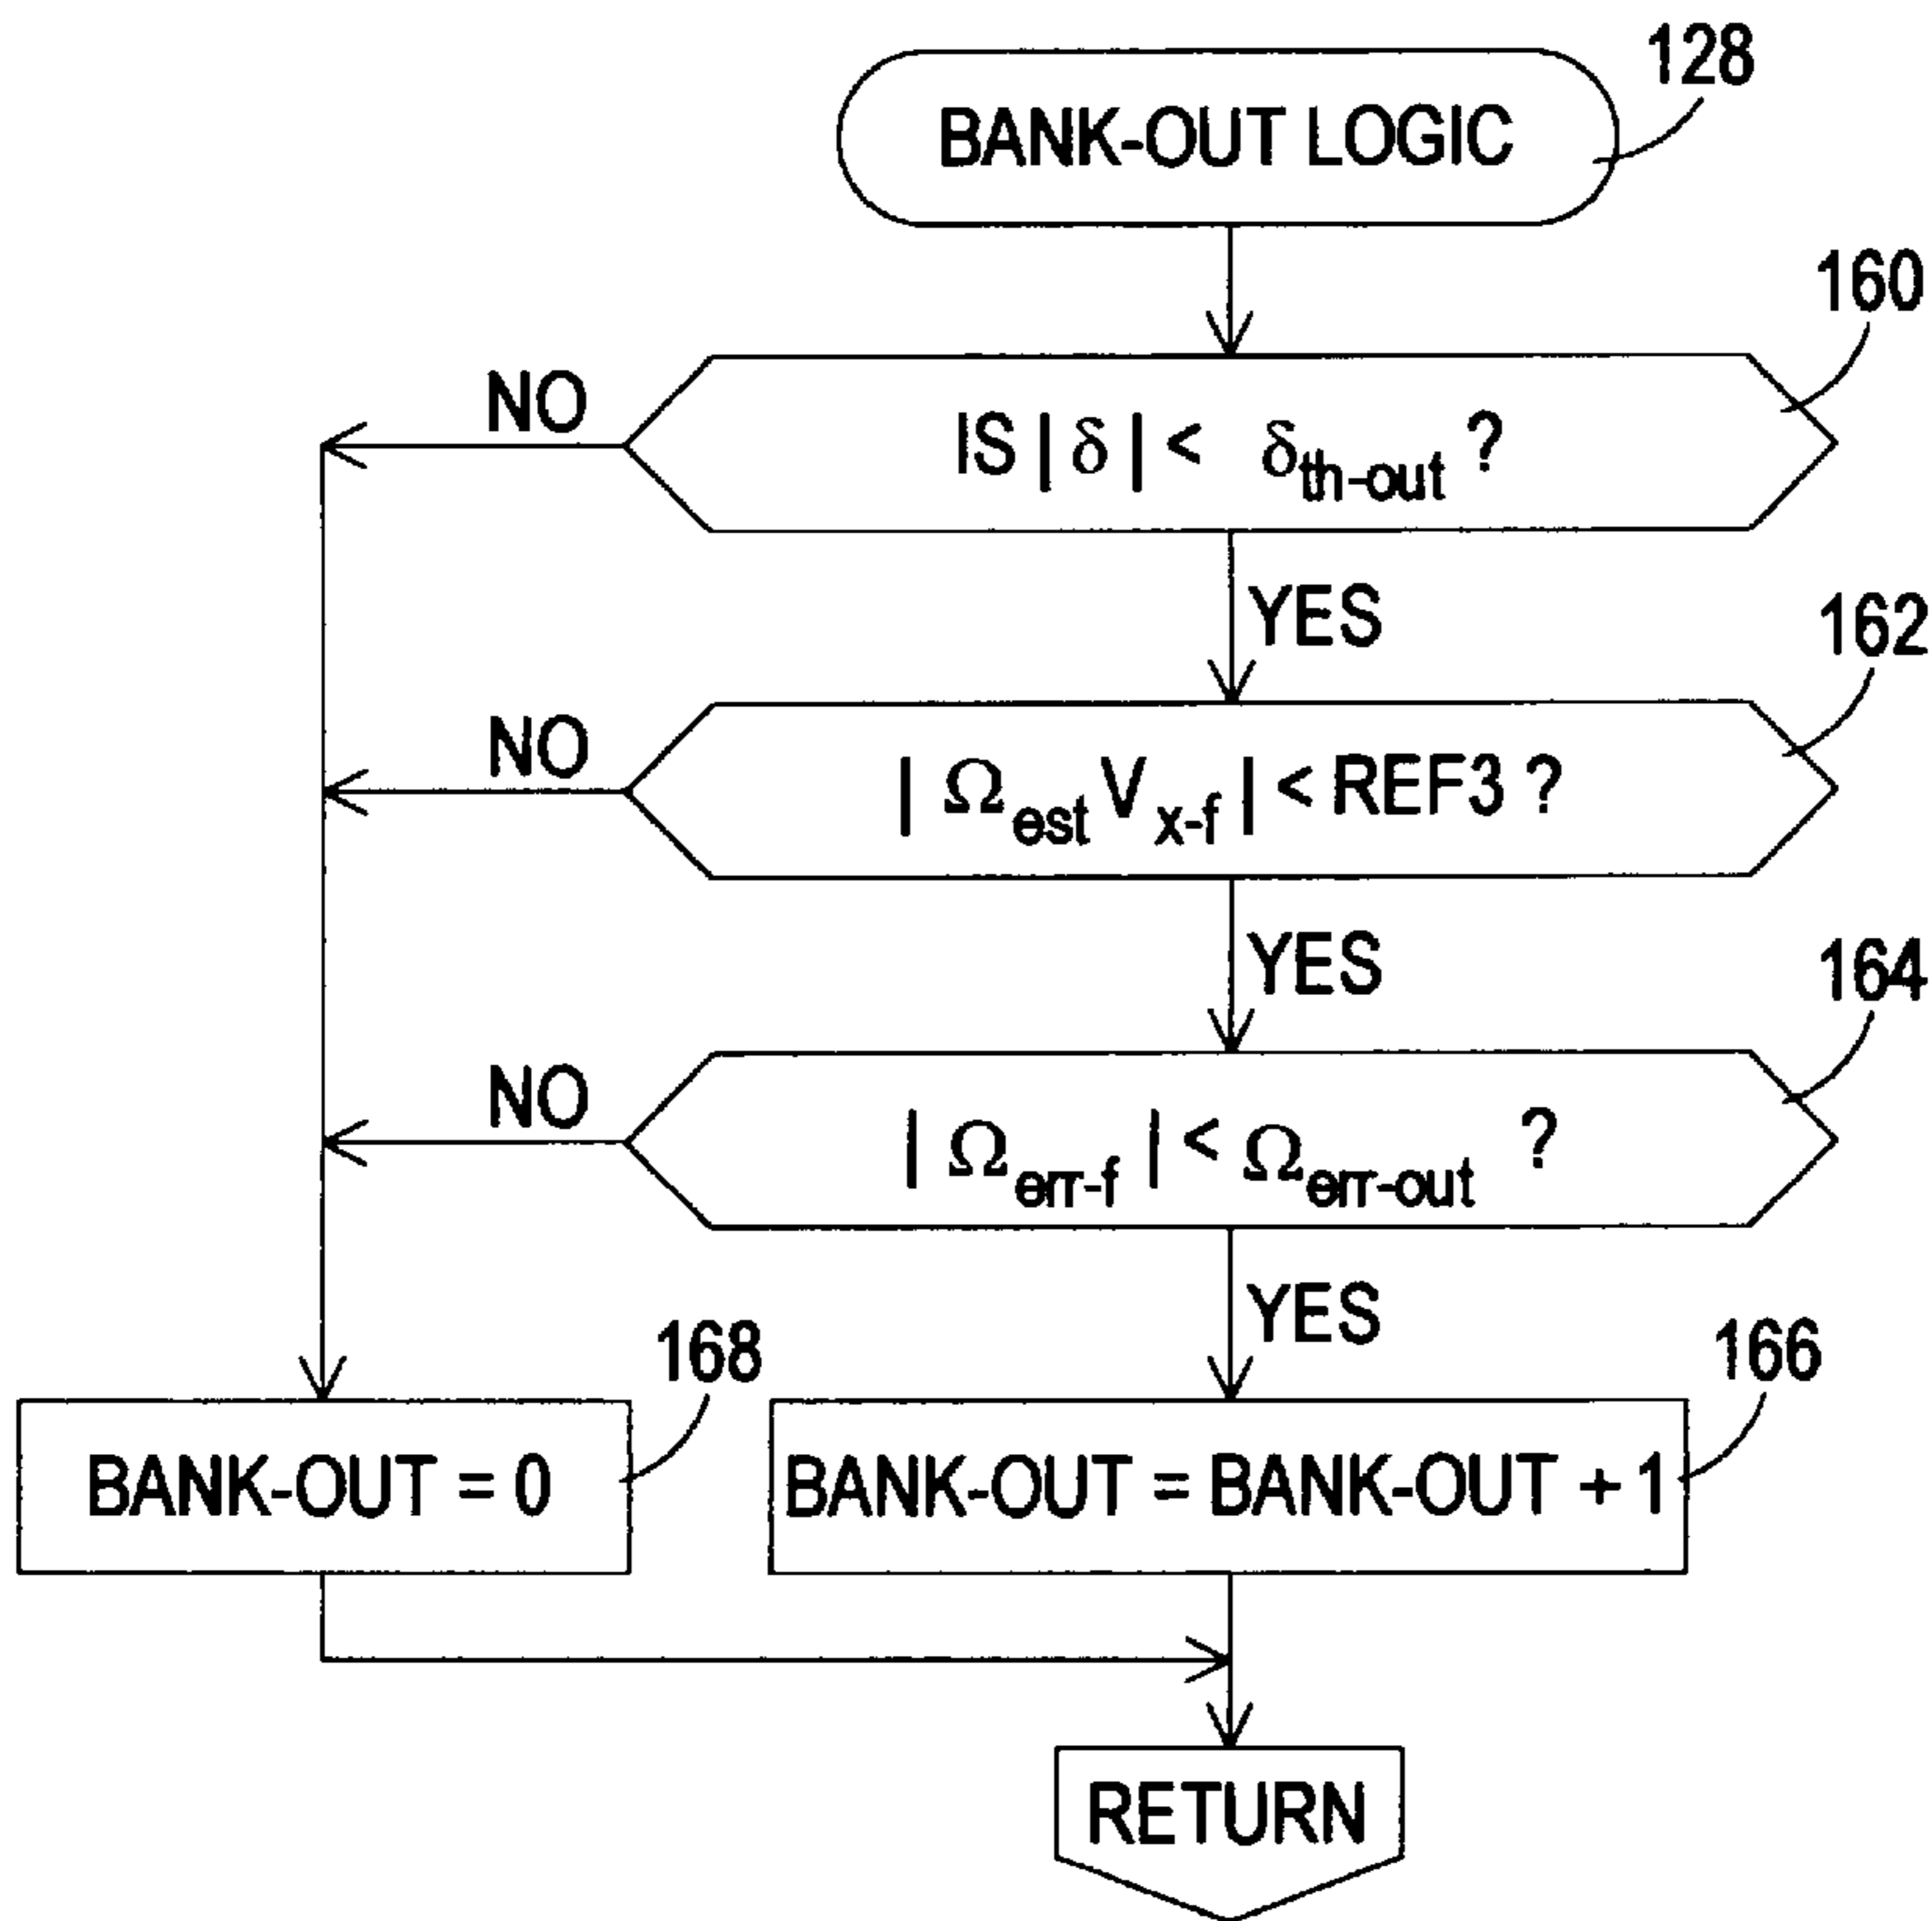 128
BANK-OUT LOGIC
160
NO
IS | δ | < δth-out ?
YES
162
NO
| Ωest Vx-f | < REF3 ?
YES
164
NO
| Ωerr-f | < Ωerr-out ?
YES
168
166
BANK-OUT = 0
BANK-OUT = BANK-OUT + 1
RETURN